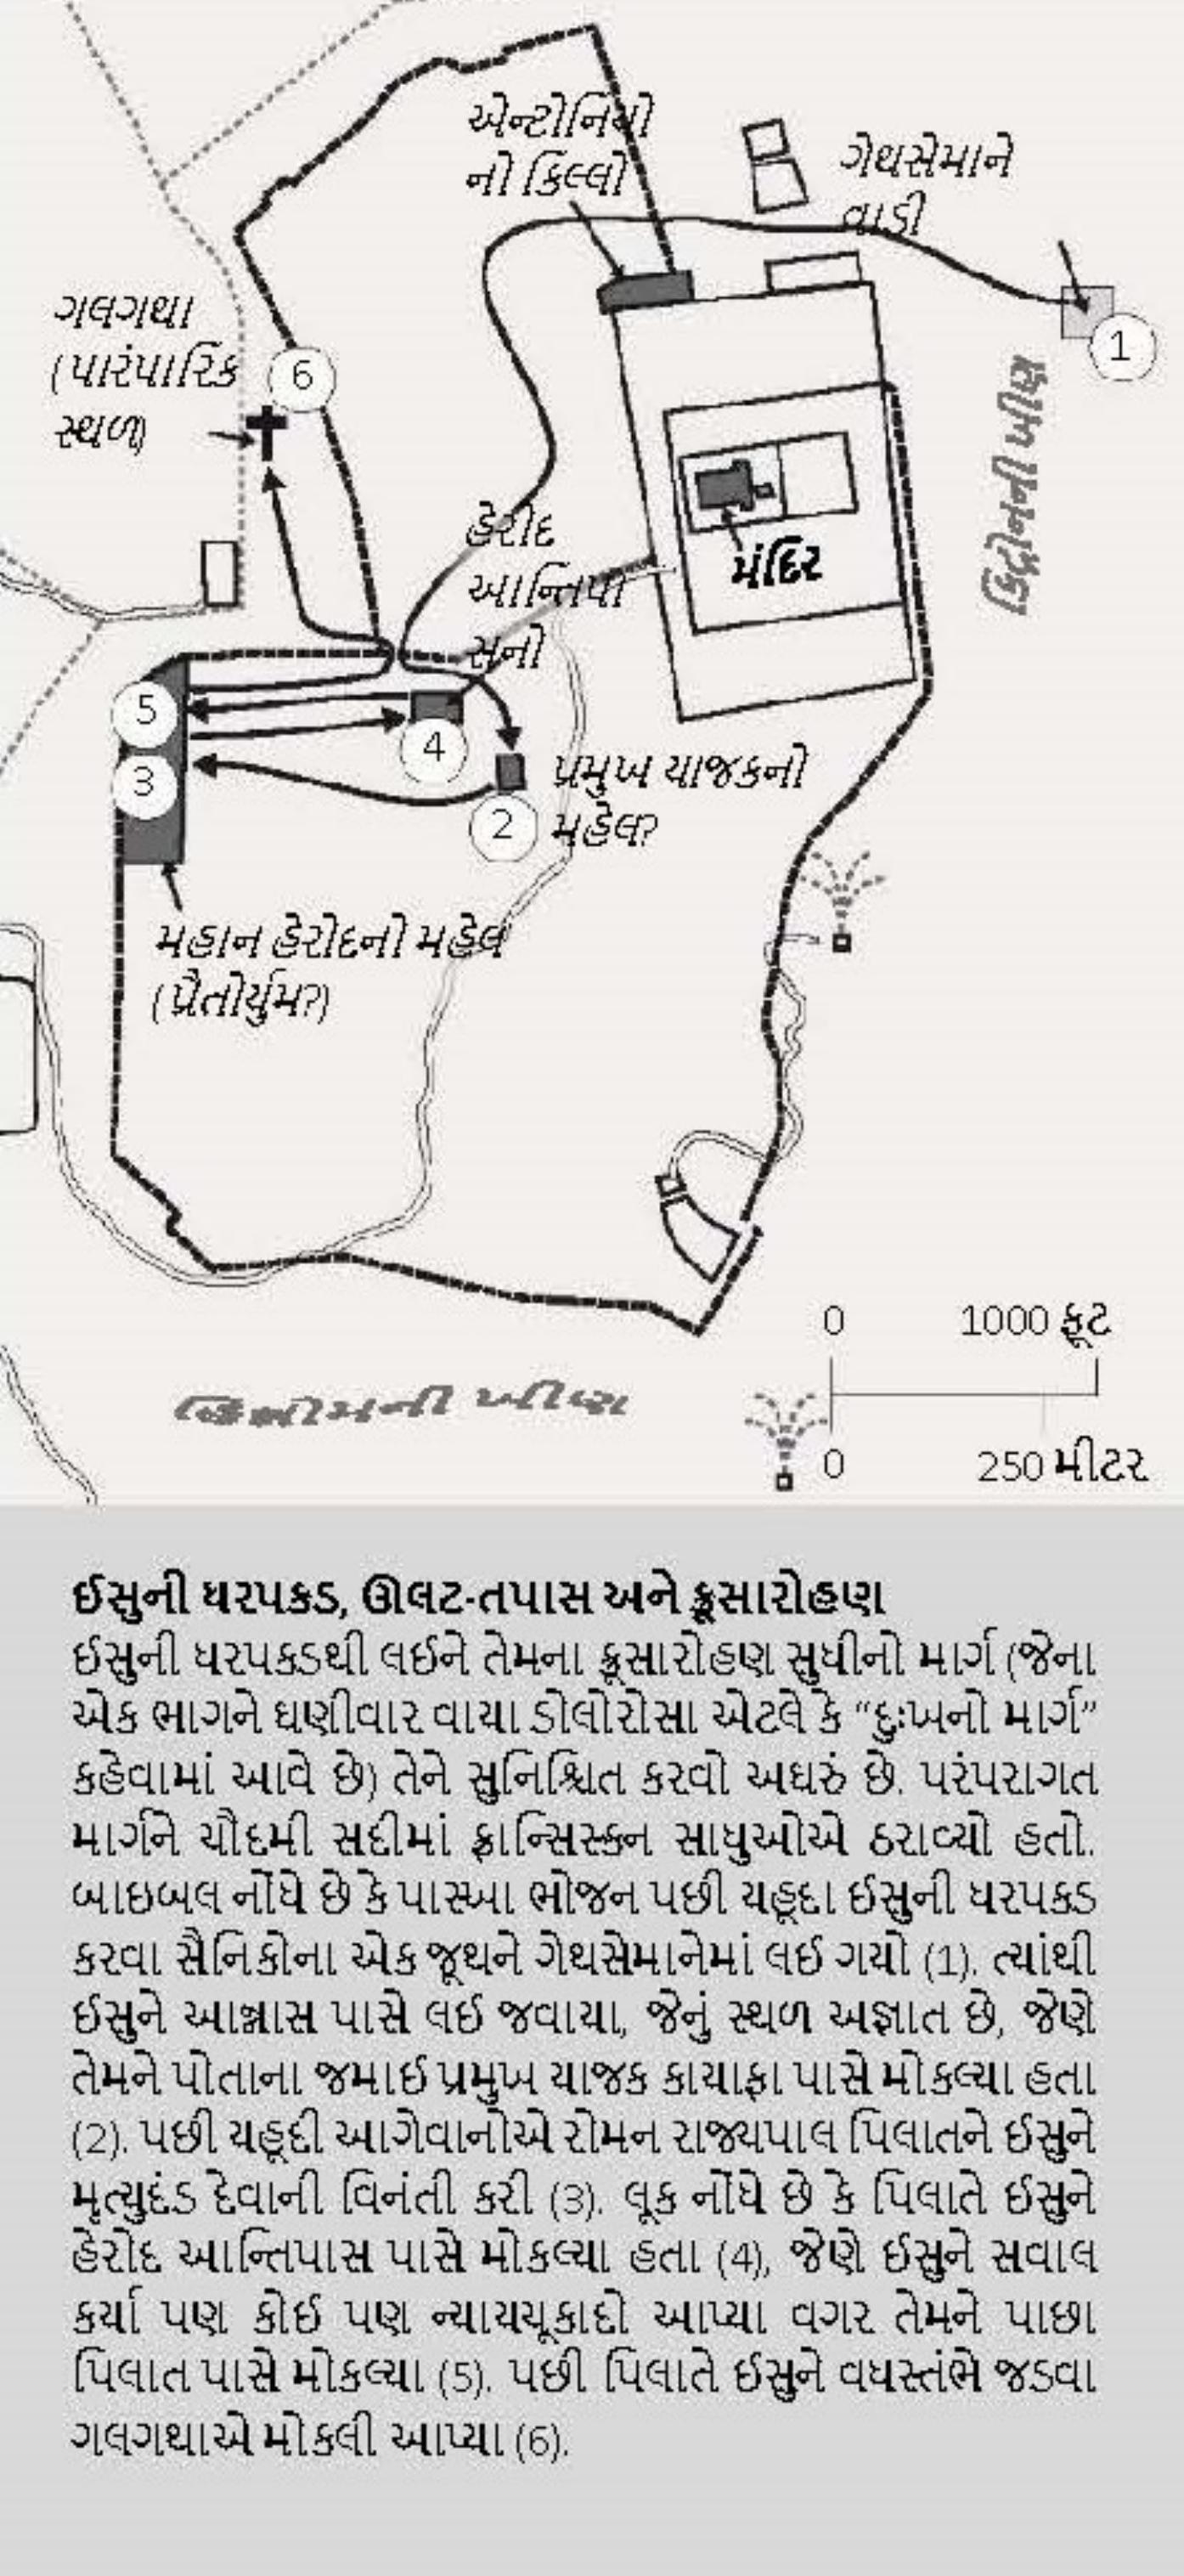 એન્ટોનિયો
નો કિલ્લો
ગેથસેમાને
વાડી
ગલગથા
(પારંપારિક
સ્થળ)
6
1
કિદ્રોનની ખીણ
હેરોદ
આન્તિપા
સનો
મંદિર
5
4
3
પ્રમુખ યાજકનો
2 મહેલ?
મહાન હેરોદનો મહેલ
(પ્રૈતોર્યુમ?)
0 1000 ફૂટ
હિન્નોમની ખીણ
0 250 મીટર
ઈસુની ધરપકડ, ઊલટ-તપાસ અને ક્રૂસારોહણ
ઈસુની ધરપકડથી લઈને તેમના ક્રૂસારોહણ સુધીનો માર્ગ (જેના
એક ભાગને ઘણીવાર વાયા ડોલોરોસા એટલે કે “દુઃખનો માર્ગ”
કહેવામાં આવે છે) તેને સુનિશ્ચિત કરવો અઘરું છે. પરંપરાગત
માર્ગને ચૌદમી સદીમાં ફ્રાન્સિસ્કન સાધુઓએ ઠરાવ્યો હતો.
બાઇબલ નોંધે છે કે પાસ્ખા ભોજન પછી યહૂદા ઈસુની ધરપકડ
કરવા સૈનિકોના એક જૂથને ગેથસેમાનેમાં લઈ ગયો (1). ત્યાંથી
ઈસુને આન્નાસ પાસે લઈ જવાયા, જેનું સ્થળ અજ્ઞાત છે, જેણે
તેમને પોતાના જમાઈ પ્રમુખ યાજક કાયાફા પાસે મોકલ્યા હતા
(2). પછી યહૂદી આગેવાનોએ રોમન રાજ્યપાલ પિલાતને ઈસુને
મૃત્યુદંડ દેવાની વિનંતી કરી (3). લૂક નોંધે છે કે પિલાતે ઈસુને
હેરોદ આન્તિપાસ પાસે મોકલ્યા હતા (4), જેણે ઈસુને સવાલ
કર્યા પણ કોઈ પણ ન્યાયચૂકાદો આપ્યા વગર તેમને પાછા
પિલાત પાસે મોકલ્યા (5). પછી પિલાતે ઈસુને વધસ્તંભે જડવા
ગલગથાએ મોકલી આપ્યા (6).